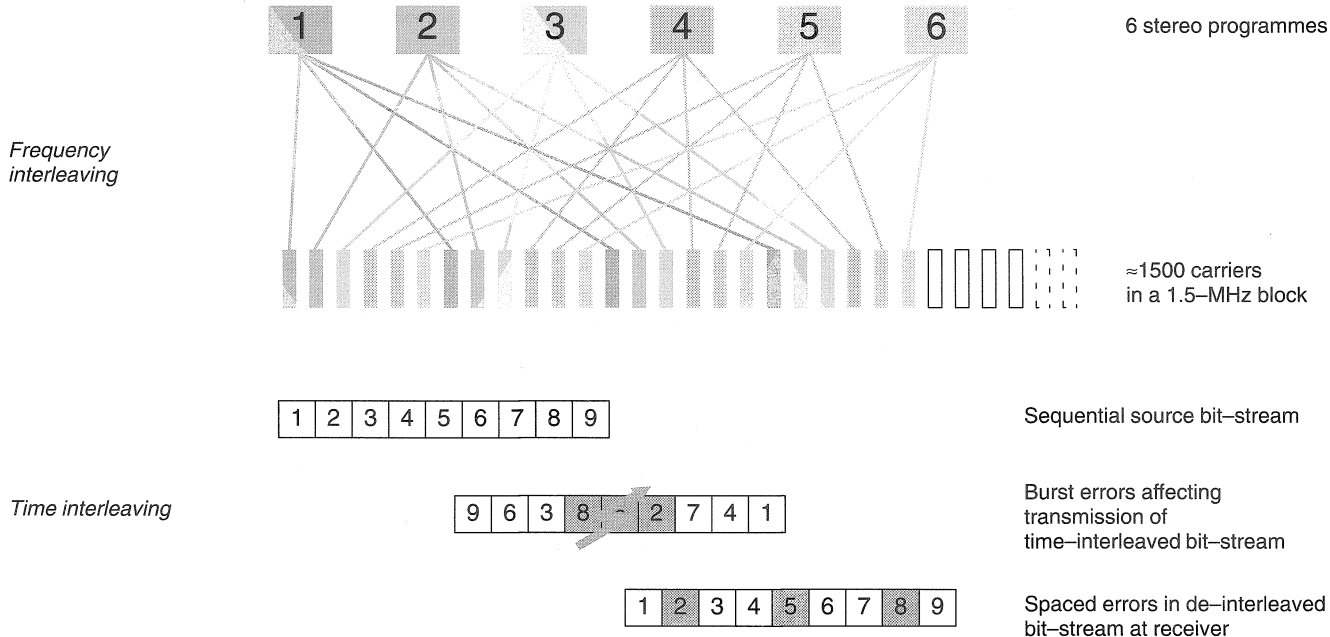 1 2 3 4 5 6
6 stereo programmes
Frequency
interleaving
≈1500 carriers
in a 1.5–MHz block
1 2 3 4 5 6 7 8 9
Sequential source bit–stream
Time interleaving
9 6 3 8 2 7 4 1
Burst errors affecting
transmission of
time–interleaved bit–stream
1 2 3 4 5 6 7 8 9
Spaced errors in de–interleaved
bit–stream at receiver